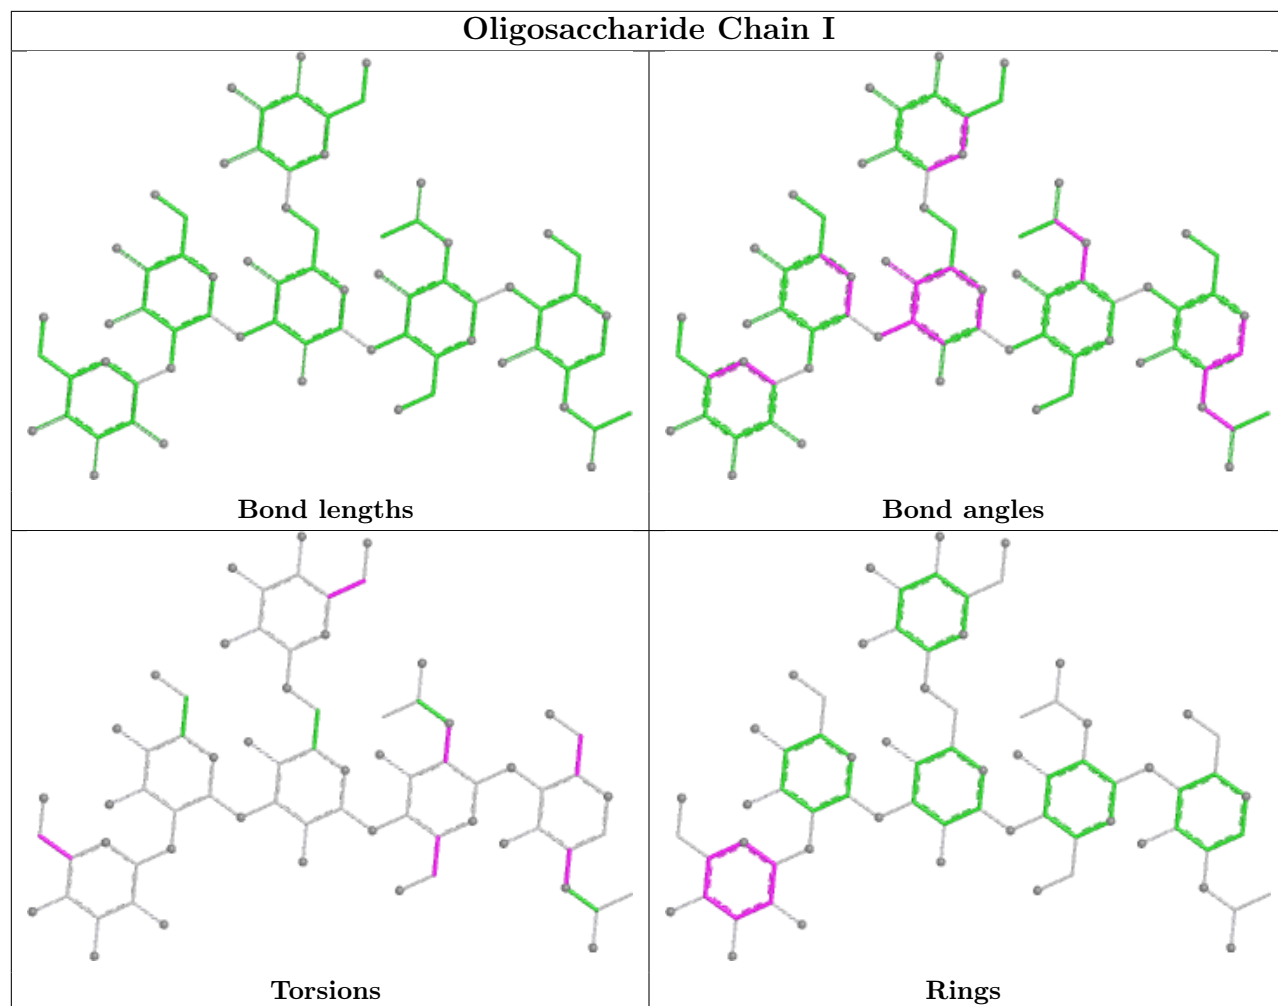 Oligosaccharide Chain I
Bond lengths
Bond angles
Torsions
Rings